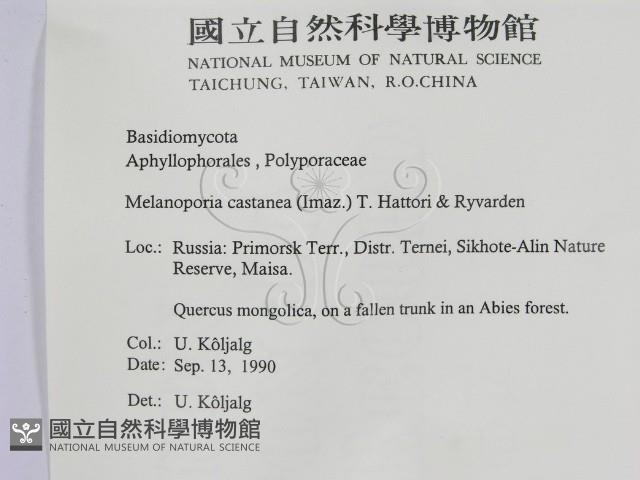 國立自然科學博物館
NATIONAL MUSEUM OF NATURAL SCIENCE
TAICHUNG, TAIWAN, R.O.CHINA
Basidiomycota
Aphyllophorales , Polyporaceae
Melanoporia castanea (Imaz.) T. Hattori & Ryvarden
Loc.: Russia: Primorsk Terr., Distr. Ternei, Sikhote-Alin Nature
Reserve, Maisa.
Quercus mongolica, on a fallen trunk in an Abies forest.
Col.: U. Kôljalg
Date: Sep. 13, 1990
Det.: U. Kôljalg
國立自然科學博物館
NATIONAL MUSEUM OF NATURAL SCIENCE